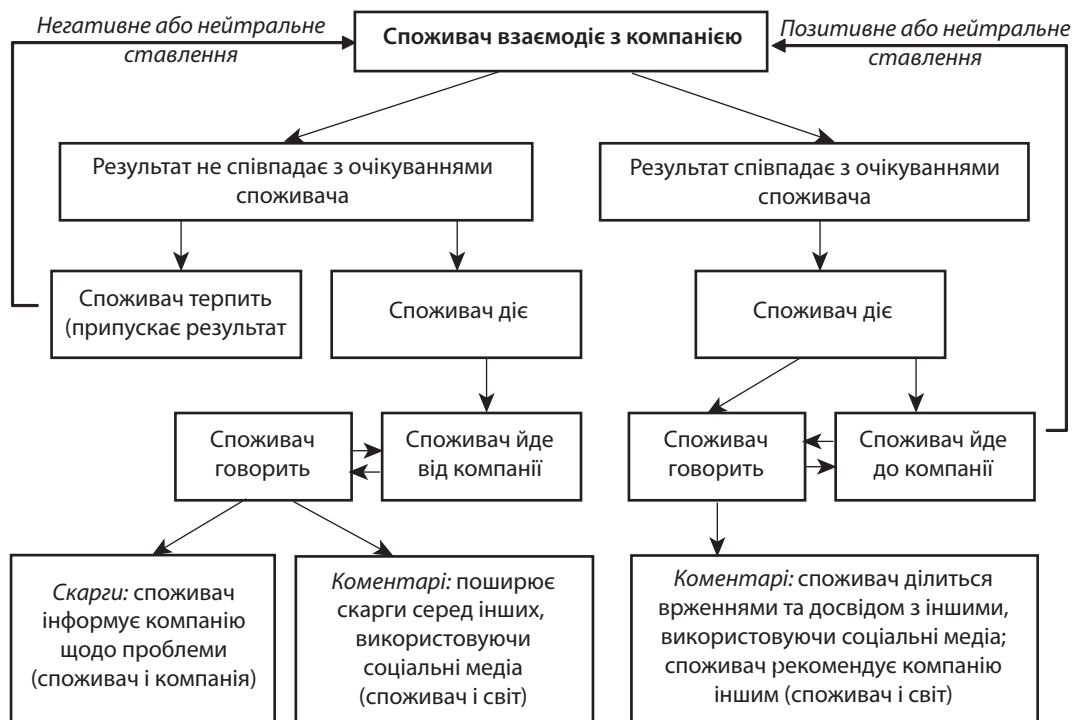 Негативне або нейтральне
ставлення
Споживач взаємодіє з компанією
Позитивне або нейтральне
ставлення
Результат не співпадає з очікуваннями
споживача
Результат співпадає з очікуваннями
споживача
Споживач терпить
(припускає результат
Споживач діє
Споживач діє
Споживач
говорить
Споживач йде
від компанії
Споживач
говорить
Споживач йде
до компанії
Скарги: споживач
інформує компанію
щодо проблеми
(споживач і компанія)
Коментарі: поширює
скарги серед інших,
використовуючи
соціальні медіа
(споживач і світ)
Коментарі: споживач ділиться
врженнями та досвідом з іншими,
використовуючи соціальні медіа;
споживач рекомендує компанію
іншим (споживач і світ)